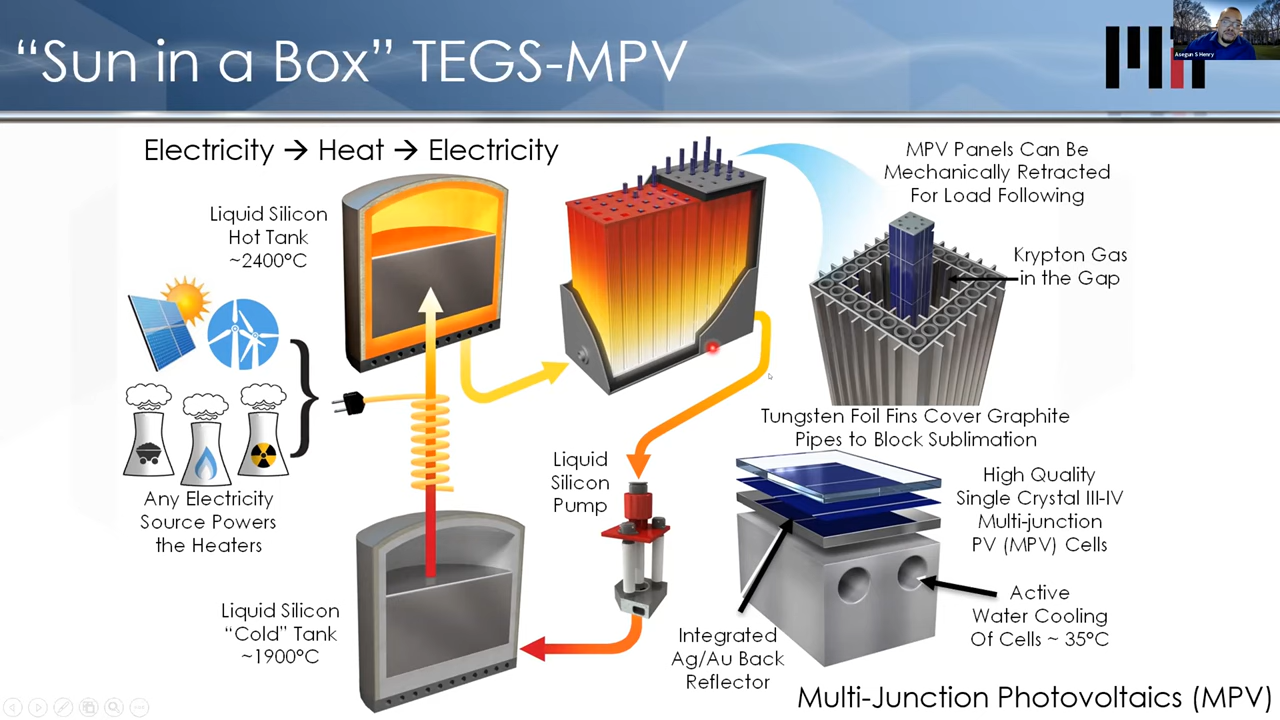 “Sun in a Box” TEGS-MPV
MIT
Asegun S Henry
Electricity → Heat → Electricity
Liquid Silicon
Hot Tank
~2400°C
MPV Panels Can Be
Mechanically Retracted
For Load Following
Krypton Gas
in the Gap
Any Electricity
Source Powers
the Heaters
Liquid
Silicon
Pump
Tungsten Foil Fins Cover Graphite
Pipes to Block Sublimation
High Quality
Single Crystal III-IV
Multi-junction
PV (MPV) Cells
Liquid Silicon
“Cold” Tank
~1900°C
Integrated
Ag/Au Back
Reflector
Active
Water Cooling
Of Cells ~ 35°C
Multi-Junction Photovoltaics (MPV)